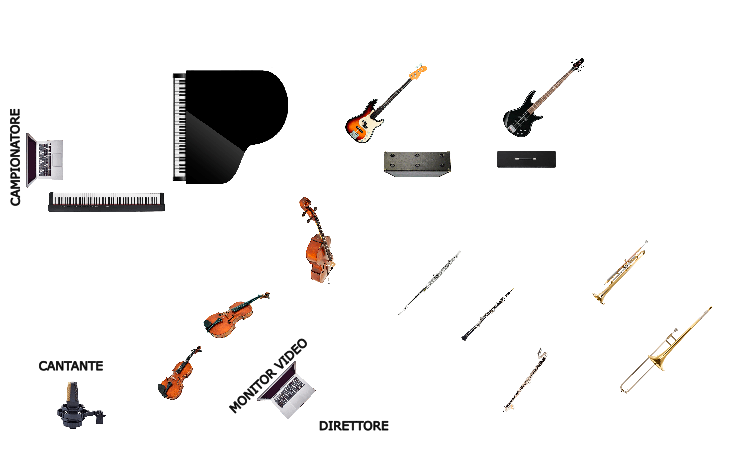 CAMPIONATORE
CANTANTE
MONITOR VIDEO
DIRETTORE